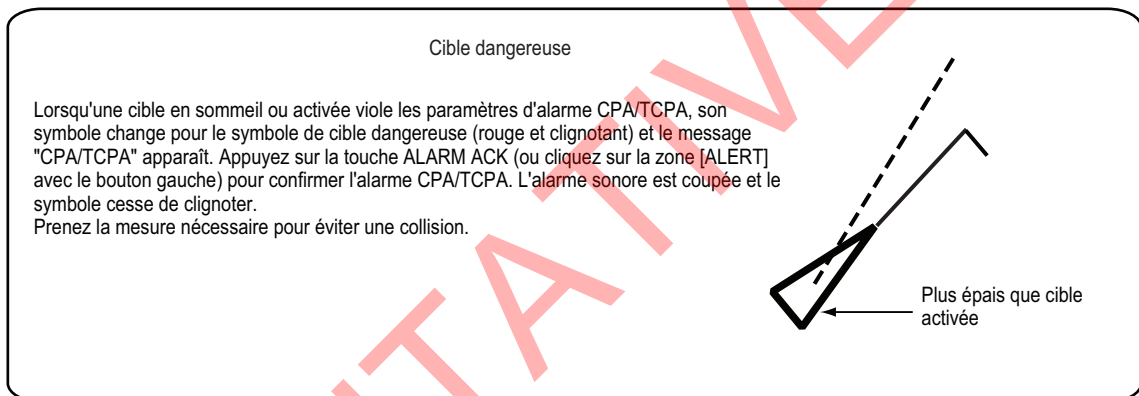 Cible dangereuse
Lorsqu'une cible en sommeil ou activée viole les paramètres d'alarme CPA/TCPA, son
symbole change pour le symbole de cible dangereuse (rouge et clignotant) et le message
"CPA/TCPA" apparaît. Appuyez sur la touche ALARM ACK (ou cliquez sur la zone [ALERT]
avec le bouton gauche) pour confirmer l'alarme CPA/TCPA. L'alarme sonore est coupée et le
symbole cesse de clignoter.
Prenez la mesure nécessaire pour éviter une collision.
Plus épais que cible
activée
TATIVE